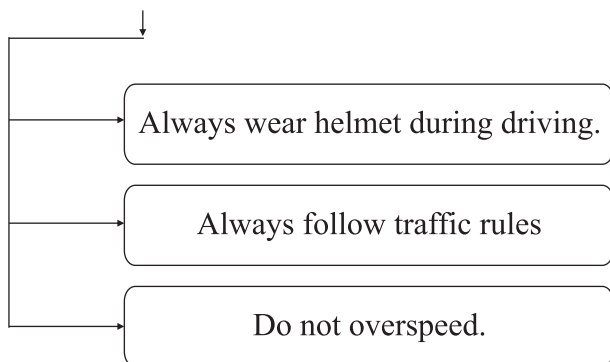 Always wear helmet during driving.
Always follow traffic rules
Do not overspeed.